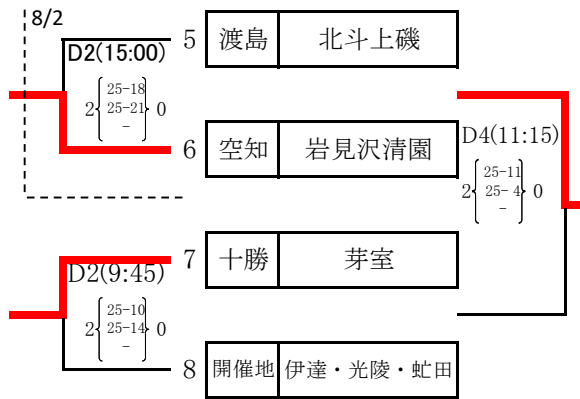 8/2
D2(15:00)
2 25-18 0
25-21
-
5 渡島 北斗上磯
6 空知 岩見沢清園
D4(11:15)
2 25-11 0
25- 4
-
D2(9:45)
2 25-10 0
25-14
-
7 十勝 芽室
8 開催地 伊達・光陵・虻田